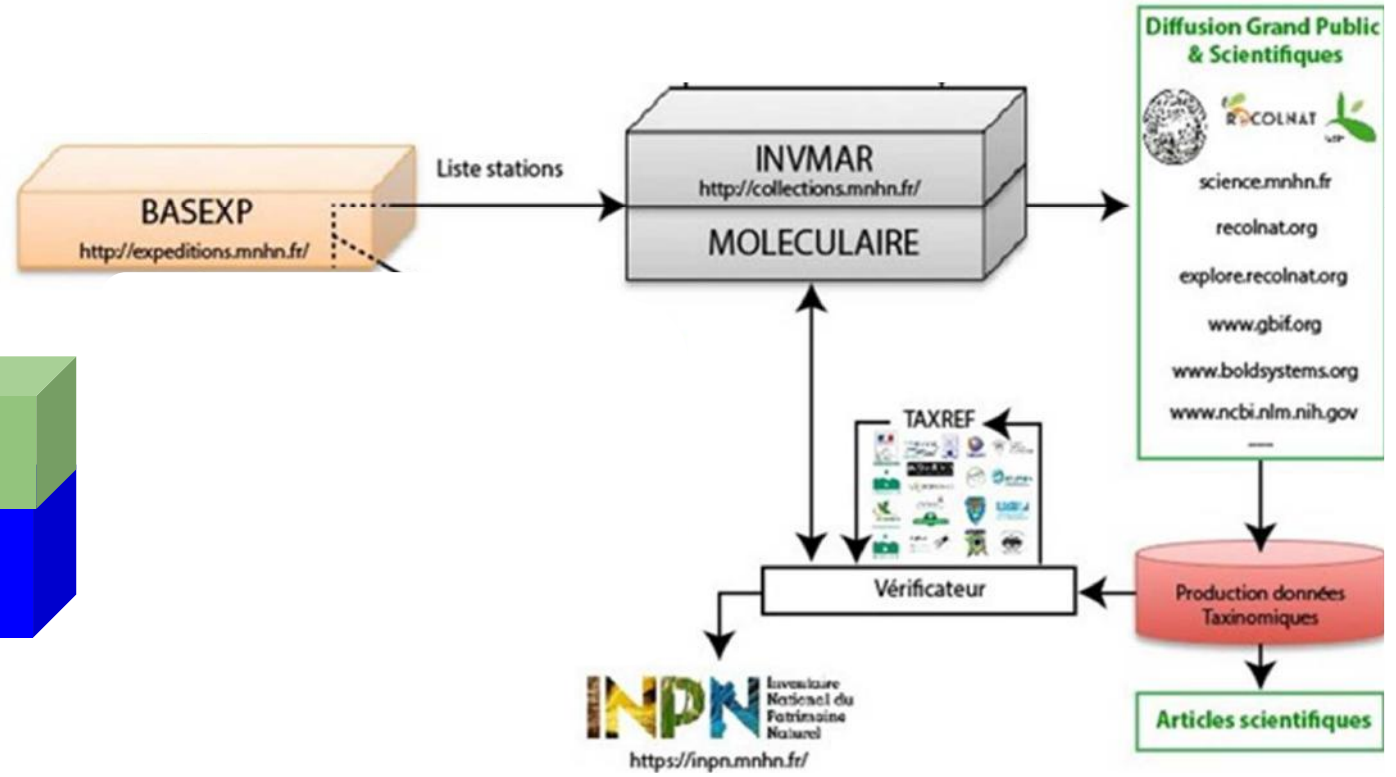 Diffusion Grand Public
& Scientifiques
RECOLNAT
science.mnhn.fr
recolnat.org
explore.recolnat.org
www.gbif.org
www.boldsystems.org
www.ncbi.nlm.nih.gov
BASEXP
http://expeditions.mnhn.fr/
Liste stations
INVMAR
http://collections.mnhn.fr/
MOLECULAIRE
TAXREF
Vérificateur
Production données
Taxinomiques
INPN
Inventaire
National du
Patrimoine
Naturel
https://inpn.mnhn.fr/
Articles scientifiques